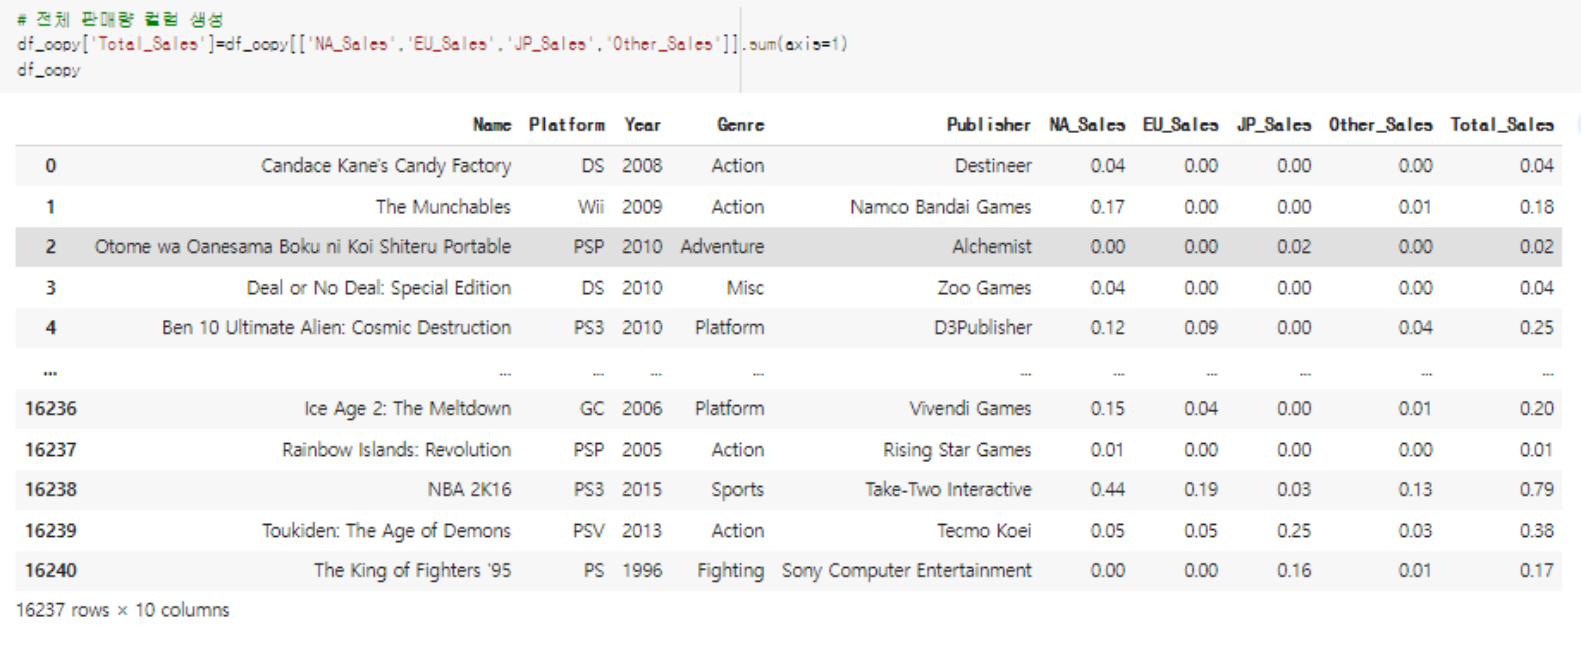 # 전체 판매량 컬럼 생성
df_copy['Total_Sales']=df_copy[['NA_Sales','EU_Sales','JP_Sales','Other_Sales']].sum(axis=1)
df_copy
Name Platform Year Genre Publisher NA_Sales EU_Sales JP_Sales Other_Sales Total_Sales
0 Candace Kane's Candy Factory DS 2008 Action Destineer 0.04 0.00 0.00 0.00 0.04
1 The Munchables Wii 2009 Action Namco Bandai Games 0.17 0.00 0.00 0.01 0.18
2 Otome wa Oanesama Boku ni Koi Shiteru Portable PSP 2010 Adventure Alchemist 0.00 0.00 0.02 0.00 0.02
3 Deal or No Deal: Special Edition DS 2010 Misc Zoo Games 0.04 0.00 0.00 0.00 0.04
4 Ben 10 Ultimate Alien: Cosmic Destruction PS3 2010 Platform D3Publisher 0.12 0.09 0.00 0.04 0.25
... ... ... ... ... ... ... ... ... ... ...
16236 Ice Age 2: The Meltdown GC 2006 Platform Vivendi Games 0.15 0.04 0.00 0.01 0.20
16237 Rainbow Islands: Revolution PSP 2005 Action Rising Star Games 0.01 0.00 0.00 0.00 0.01
16238 NBA 2K16 PS3 2015 Sports Take-Two Interactive 0.44 0.19 0.03 0.13 0.79
16239 Toukiden: The Age of Demons PSV 2013 Action Tecmo Koei 0.05 0.05 0.25 0.03 0.38
16240 The King of Fighters '95 PS 1996 Fighting Sony Computer Entertainment 0.00 0.00 0.16 0.01 0.17
16237 rows × 10 columns